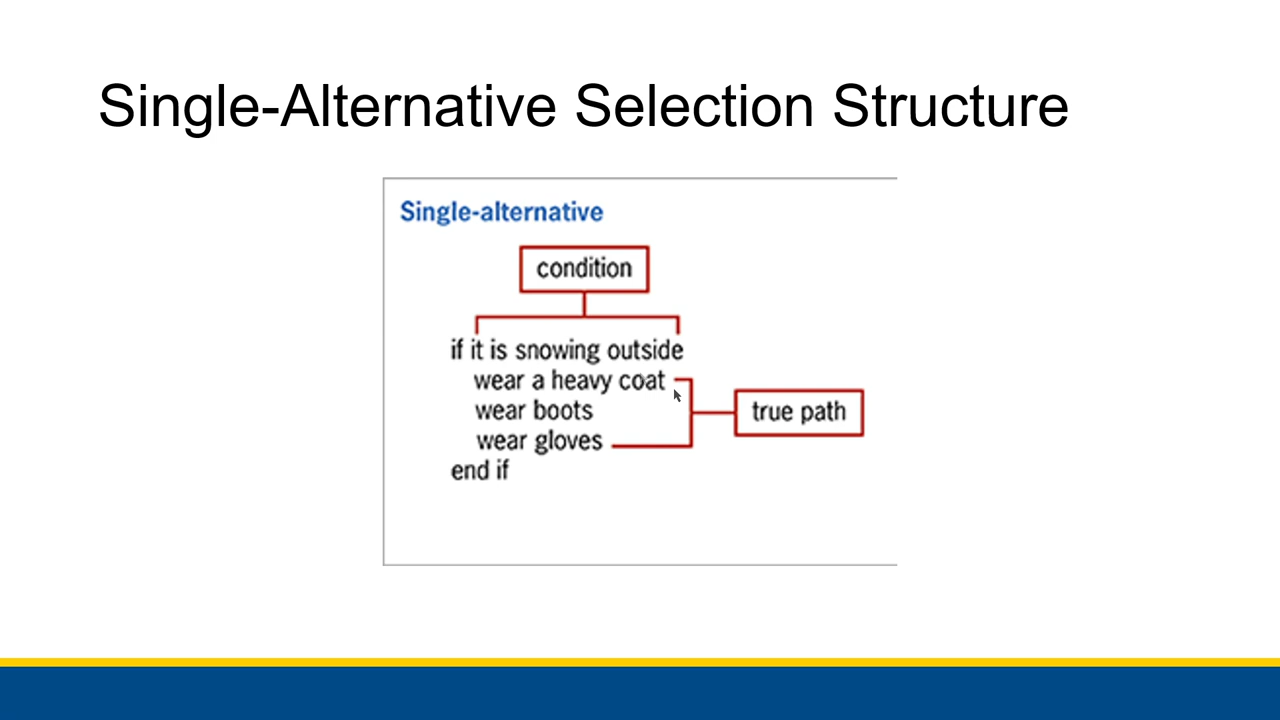 Single-Alternative Selection Structure
Single-alternative
condition
if it is snowing outside
wear a heavy coat
wear boots
true path
wear gloves
end if